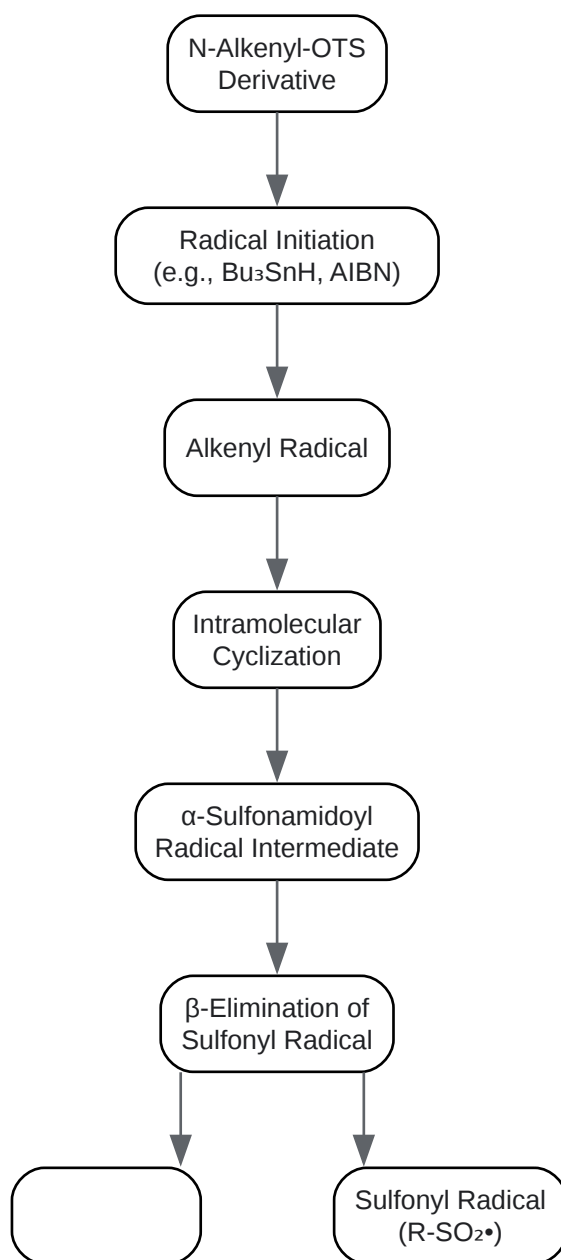 N-Alkenyl-OTS
Derivative
Radical Initiation
(e.g., Bu₃SnH, AIBN)
Alkenyl Radical
Intramolecular
Cyclization
α-Sulfonamidoyl
Radical Intermediate
β-Elimination of
Sulfonyl Radical
Sulfonyl Radical
(R-SO₂•)